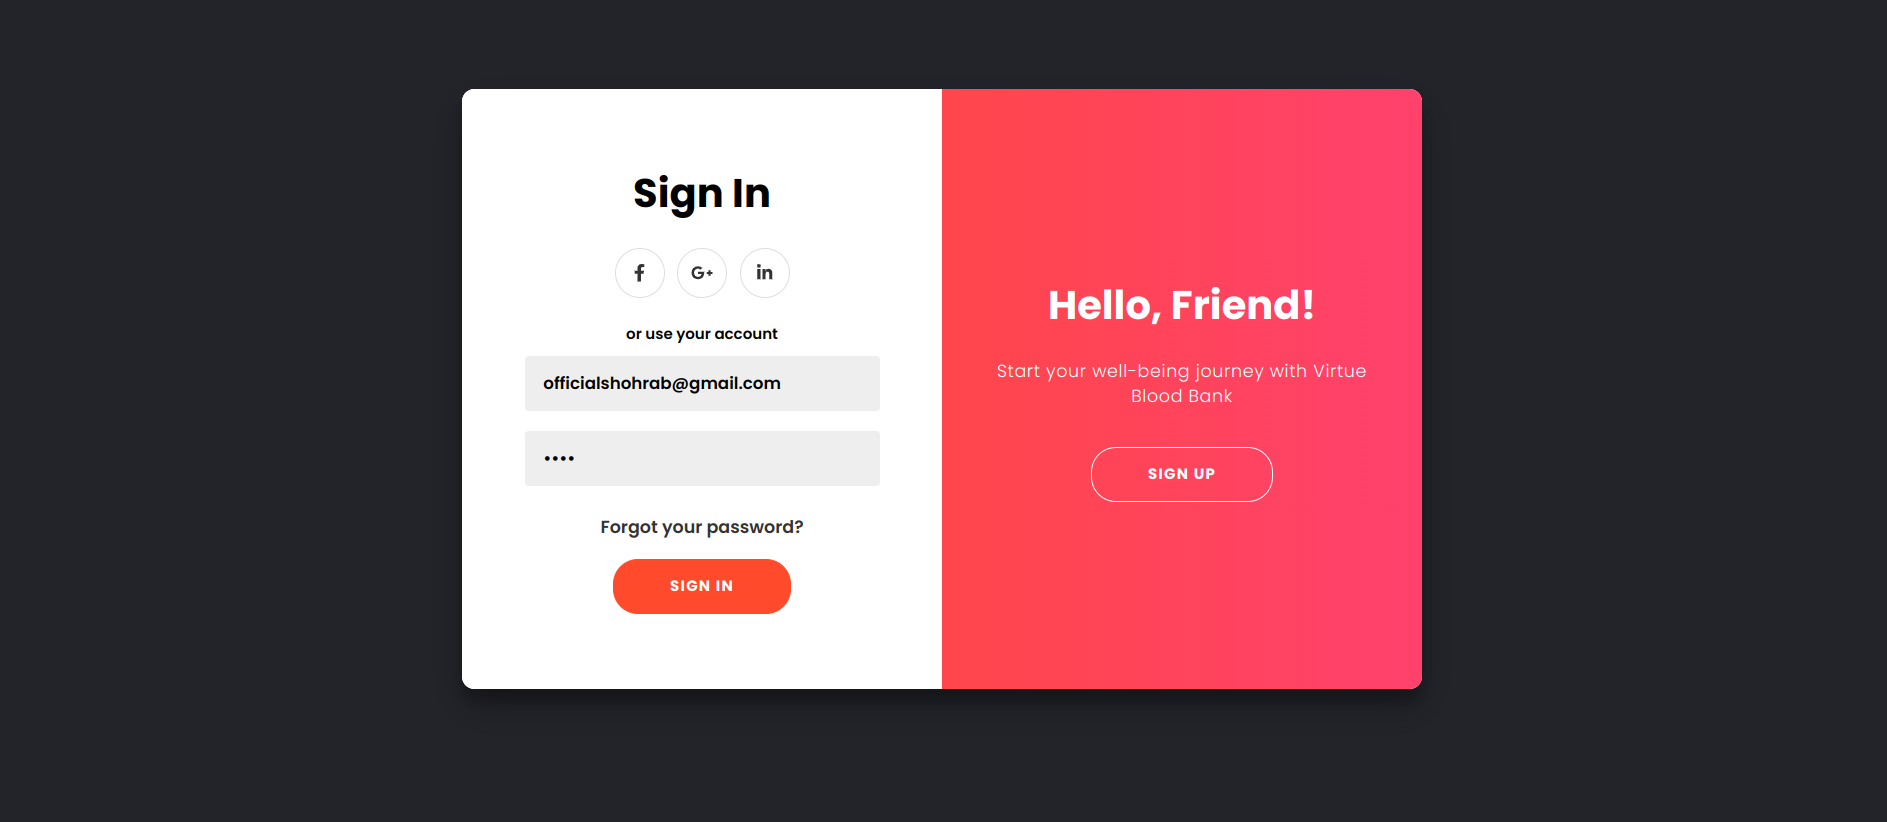 Sign In
f G+ in
or use your account
officialshohrab@gmail.com
••••
Forgot your password?
SIGN IN
Hello, Friend!
Start your well-being journey with Virtue
Blood Bank
SIGN UP